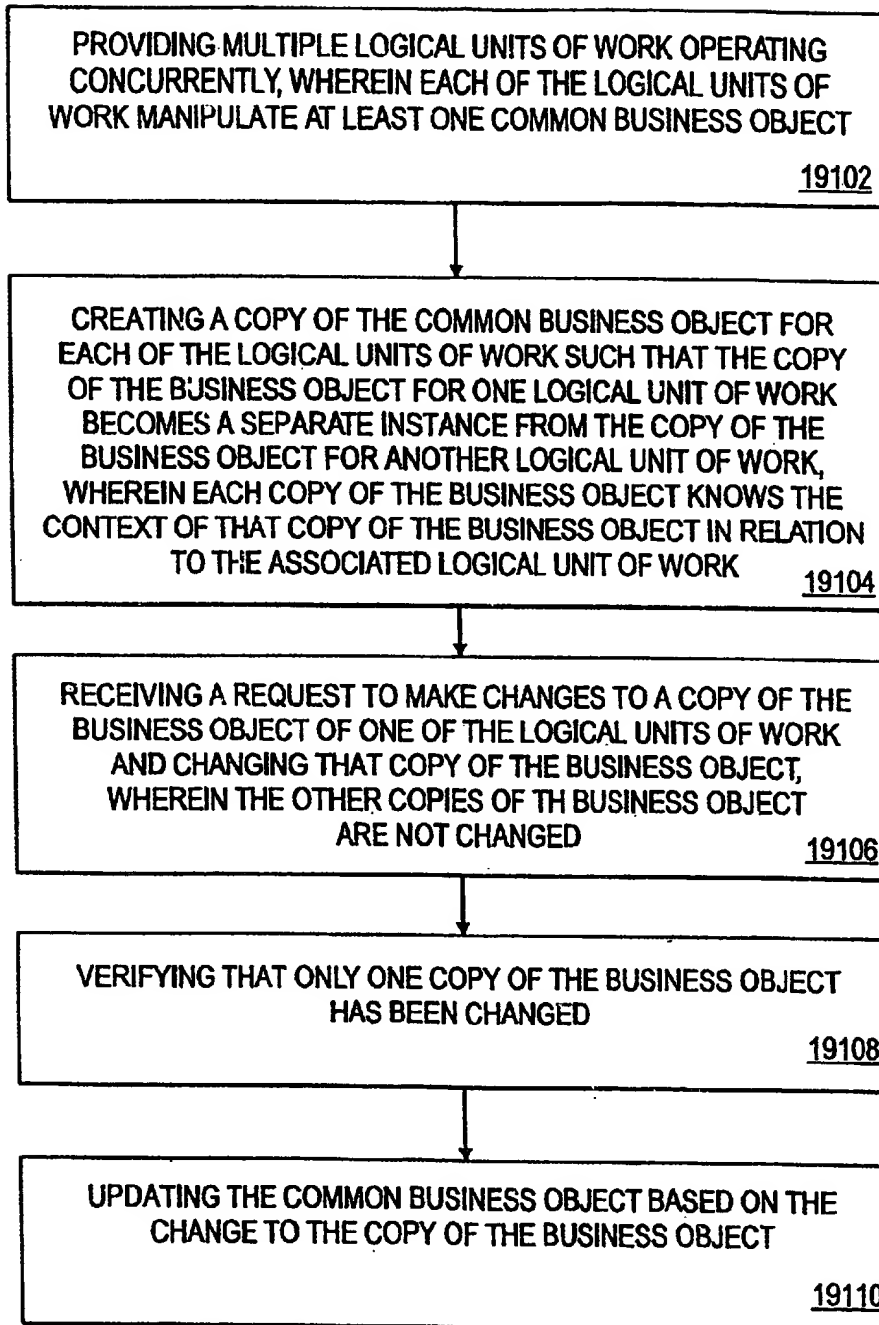 PROVIDING MULTIPLE LOGICAL UNITS OF WORK OPERATING
CONCURRENTLY, WHEREIN EACH OF THE LOGICAL UNITS OF
WORK MANIPULATE AT LEAST ONE COMMON BUSINESS OBJECT
19102
CREATING A COPY OF THE COMMON BUSINESS OBJECT FOR
EACH OF THE LOGICAL UNITS OF WORK SUCH THAT THE COPY
OF THE BUSINESS OBJECT FOR ONE LOGICAL UNIT OF WORK
BECOMES A SEPARATE INSTANCE FROM THE COPY OF THE
BUSINESS OBJECT FOR ANOTHER LOGICAL UNIT OF WORK,
WHEREIN EACH COPY OF THE BUSINESS OBJECT KNOWS THE
CONTEXT OF THAT COPY OF THE BUSINESS OBJECT IN RELATION
TO THE ASSOCIATED LOGICAL UNIT OF WORK
19104
RECEIVING A REQUEST TO MAKE CHANGES TO A COPY OF THE
BUSINESS OBJECT OF ONE OF THE LOGICAL UNITS OF WORK
AND CHANGING THAT COPY OF THE BUSINESS OBJECT,
WHEREIN THE OTHER COPIES OF TH BUSINESS OBJECT
ARE NOT CHANGED
19106
VERIFYING THAT ONLY ONE COPY OF THE BUSINESS OBJECT
HAS BEEN CHANGED
19108
UPDATING THE COMMON BUSINESS OBJECT BASED ON THE
CHANGE TO THE COPY OF THE BUSINESS OBJECT
19110